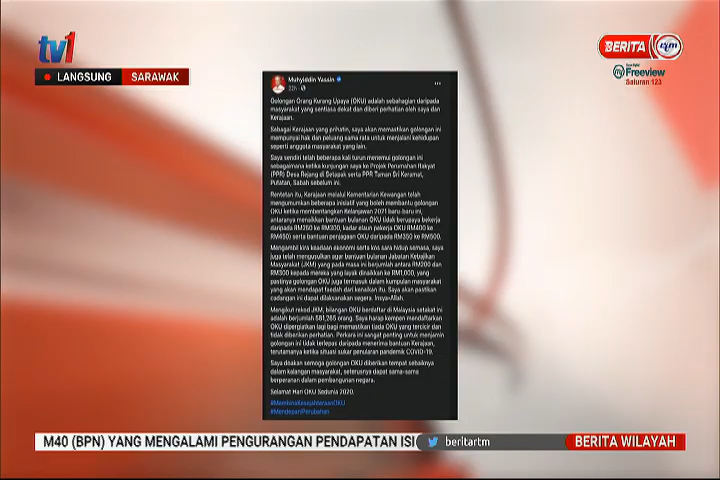 tv1
BERITA rtm
LANGSUNG SARAWAK
mytv Freeview
Saluran 123
Muhyiddin Yassin
22h
Golongan Orang Kurang Upaya (OKU) adalah sebahagian daripada
masyarakat yang sentiasa dekat dan diberi perhatian oleh saya dan
Kerajaan.
Sebagai Kerajaan yang prihatin, saya akan memastikan golongan ini
mempunyai hak dan peluang sama rata untuk menjalani kehidupan
seperti anggota masyarakat yang lain.
Saya sendiri telah beberapa kali turun menemui golongan ini
sebagaimana ketika kunjungan saya ke Projek Perumahan Rakyat
(PPR) Desa Rejang di Setapak serta PPR Taman Sri Keramat,
Putatan, Sabah sebelum ini.
Rentetan itu, Kerajaan melalui Kementerian Kewangan telah
mengumumkan beberapa inisiatif yang boleh membantu golongan
OKU ketika membentangkan Belanjawan 2021 baru-baru ini,
antaranya menaikkan bantuan bulanan OKU tidak berupaya bekerja
daripada RM250 ke RM300, kadar elaun pekerja OKU RM400 ke
RM450) serta bantuan penjagaan OKU daripada RM350 ke RM500.
Mengambil kira keadaan ekonomi serta kos sara hidup semasa, saya
juga telah mengusulkan agar bantuan bulanan Jabatan Kebajikan
Masyarakat (JKM) yang pada masa ini berjumlah antara RM200 dan
RM300 kepada mereka yang layak dinaikkan ke RM1,000, yang
pastinya golongan OKU juga termasuk dalam kumpulan masyarakat
yang akan mendapat faedah dari kenaikan itu. Saya akan pastikan
cadangan ini dapat dilaksanakan segera. Insya-Allah.
Mengikut rekod JKM, bilangan OKU berdaftar di Malaysia setakat ini
adalah berjumlah 581,265 orang. Saya harap kempen mendaftarkan
OKU dipergiatkan lagi bagi memastikan tiada OKU yang tercicir dan
tidak diberikan perhatian. Perkara ini sangat penting untuk menjamin
golongan ini tidak terlepas daripada menerima bantuan Kerajaan,
terutamanya ketika situasi sukar penularan pandemik COVID-19.
Saya doakan semoga golongan OKU diberikan tempat sebaiknya
dalam kalangan masyarakat, seterusnya dapat sama-sama
berperanan dalam pembangunan negara.
Selamat Hari OKU Sedunia 2020.
#MembinaKesejahteraanOKU
#MendepaniPerubahan
M40 (BPN) YANG MENGALAMI PENGURANGAN PENDAPATAN ISI beritartm BERITA WILAYAH